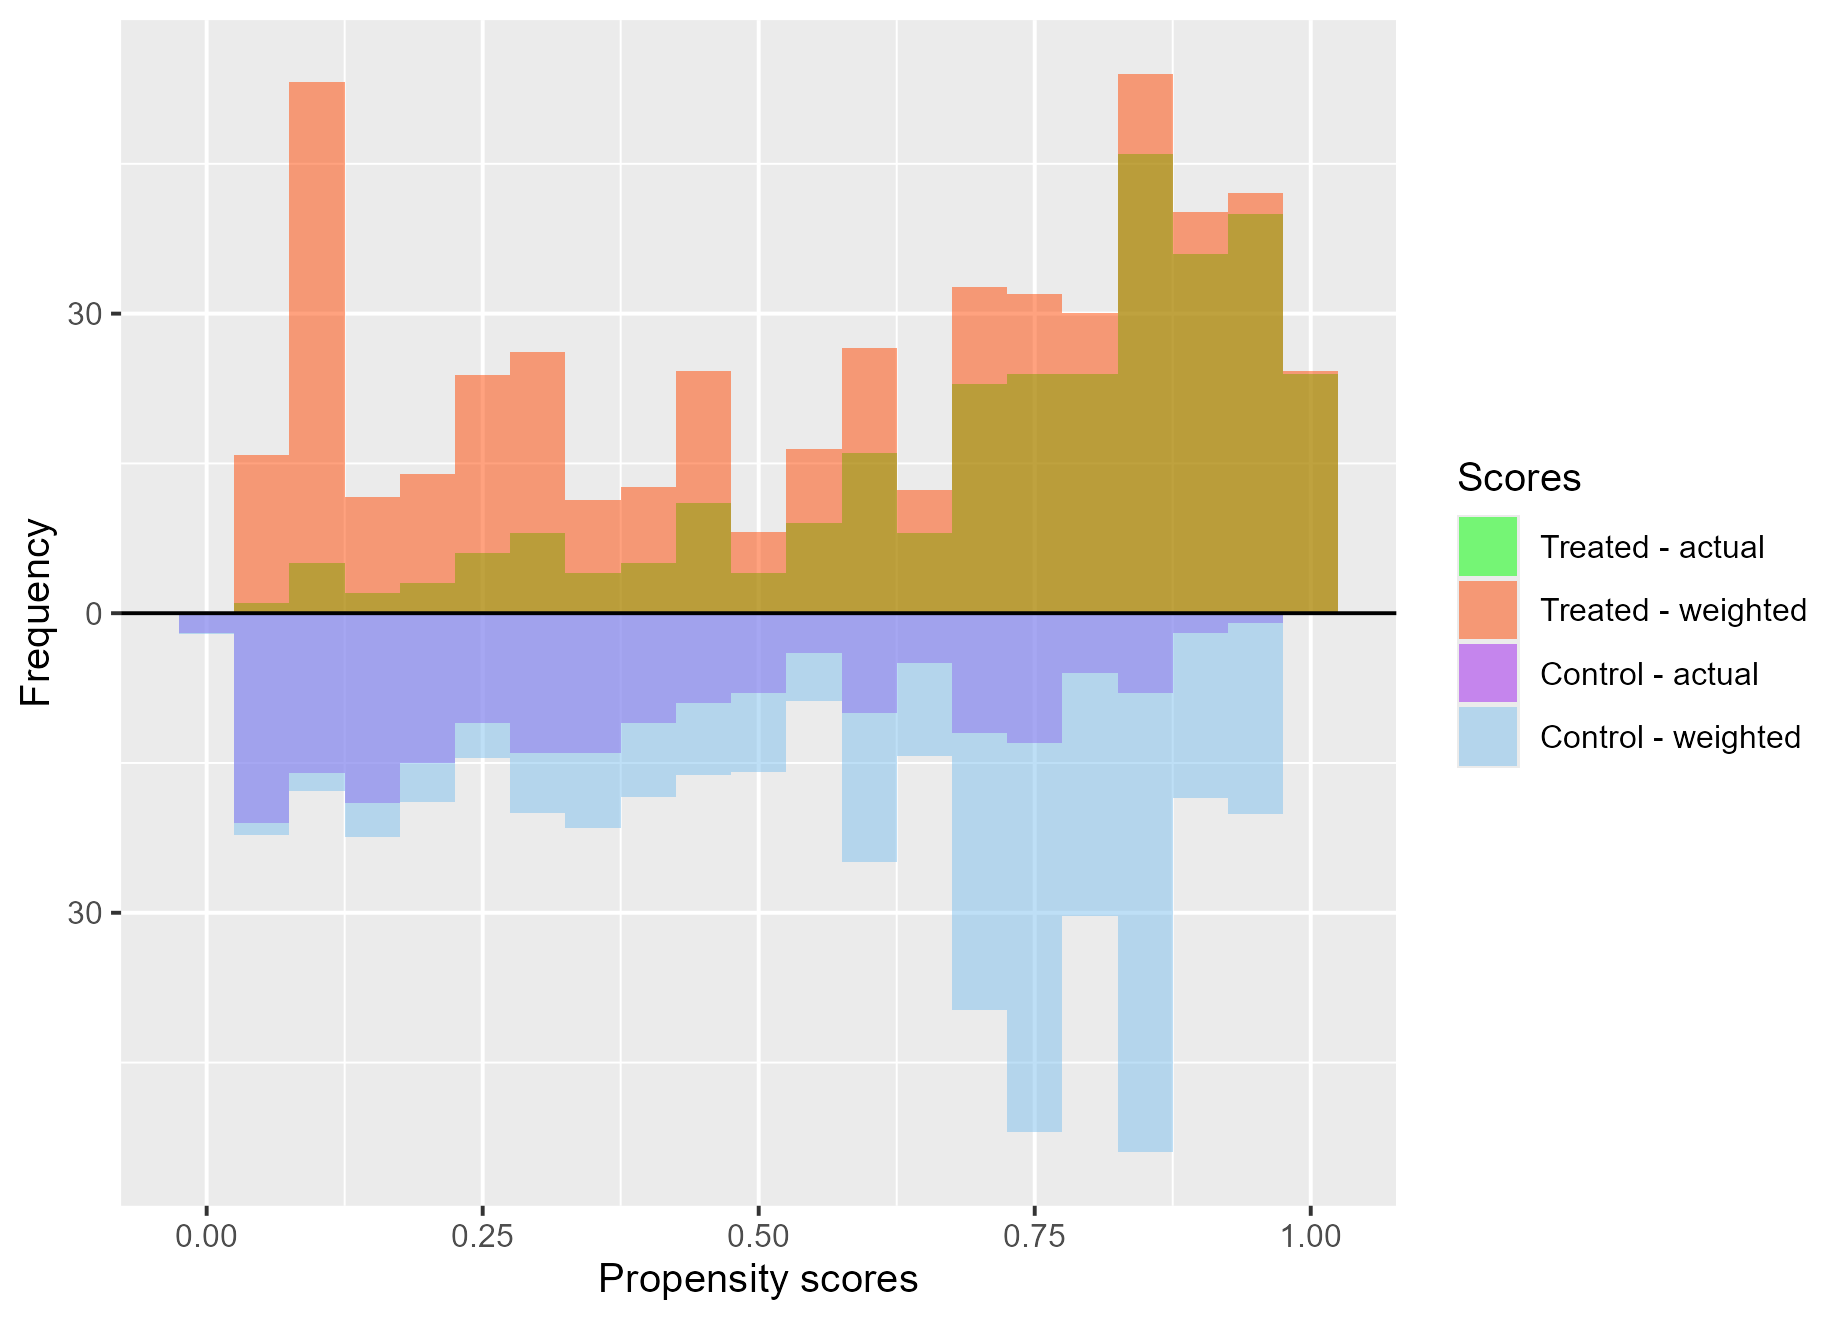 30
0
30
Frequency
0.00 0.25 0.50 0.75 1.00
Propensity scores
Scores
Treated - actual
Treated - weighted
Control - actual
Control - weighted